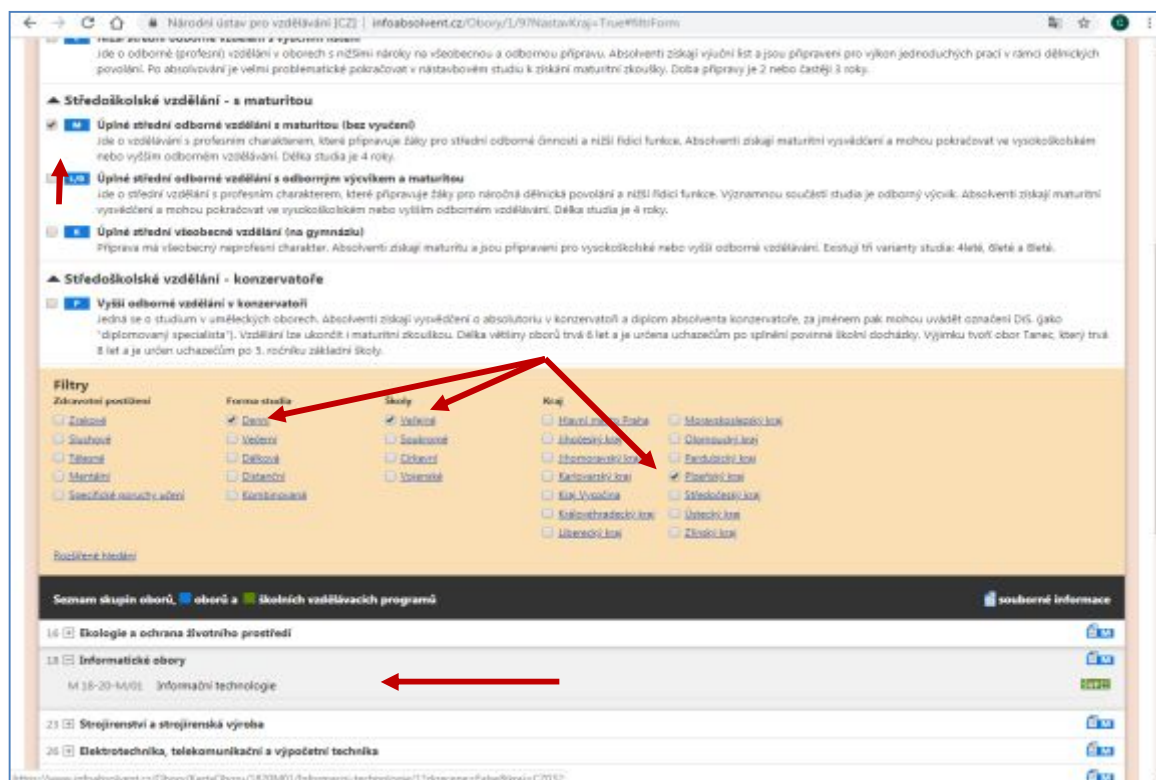 Národní ústav pro vzdělávání [CZ] | infoabsolvent.cz/Obory/1/9?NastavKraj=True#filtrForm
Jde o odborné (profesní) vzdělání v oborech s nižšími nároky na všeobecnou a odbornou přípravu. Absolventi získají výuční list a jsou připraveni pro výkon jednoduchých prací v rámci dělnických
povolání. Po absolvování je velmi problematické pokračovat v nástavbovém studiu k získání maturitní zkoušky. Doba přípravy je 2 nebo častěji 3 roky.
Středoškolské vzdělání - s maturitou
M Úplné střední odborné vzdělání s maturitou (bez vyučení)
Jde o vzdělávání s profesním charakterem, které připravuje žáky pro střední odborné činnosti a nižší řídící funkce. Absolventi získají maturitní vysvědčení a mohou pokračovat ve vysokoškolském
nebo vyšším odborném vzdělávání. Délka studia je 4 roky.
L/0 Úplné střední odborné vzdělání s odborným výcvikem a maturitou
Jde o střední vzdělání s profesním charakterem, které připravuje žáky pro náročná dělnická povolání a nižší řídící funkce. Významnou součástí studia je odborný výcvik. Absolventi získají maturitní
vysvědčení a mohou pokračovat ve vysokoškolském nebo vyšším odborném vzdělávání. Délka studia je 4 roky.
K Úplné střední všeobecné vzdělání (na gymnáziu)
Příprava má všeobecný neprofesní charakter. Absolventi získají maturitu a jsou připraveni pro vysokoškolské nebo vyšší odborné vzdělávání. Existují tři varianty studia: 4leté, 6leté a 8leté.
Středoškolské vzdělání - konzervatoře
P Vyšší odborné vzdělání v konzervatoři
Jedná se o studium v uměleckých oborech. Absolventi získají vysvědčení o absolutoriu v konzervatoři a diplom absolventa konzervatoře, za jménem pak mohou uvádět označení DiS. (jako
"diplomovaný specialista"). Vzdělání lze ukončit i maturitní zkouškou. Délka většiny oborů trvá 6 let a je určena uchazečům po splnění povinné školní docházky. Výjimku tvoří obor Tanec, který trvá
8 let a je určen uchazečům po 5. ročníku základní školy.
Filtry
Zdravotní postižení Forma studia Školy Kraj
Zrakové Denní Veřejné Hlavní město Praha Moravskoslezský kraj
Sluchové Večerní Soukromé Jihočeský kraj Olomoucký kraj
Tělesné Dálková Církevní Jihomoravský kraj Pardubický kraj
Mentální Distanční Vojenské Karlovarský kraj Plzeňský kraj
Specifické poruchy učení Kombinovaná Kraj Vysočina Středočeský kraj
Královéhradecký kraj Ústecký kraj
Liberecký kraj Zlínský kraj
Rozšířené hledání
Seznam skupin oborů, oborů a školních vzdělávacích programů souborné informace
16 Ekologie a ochrana životního prostředí M
18 Informatické obory M
M 18-20-M/01 Informační technologie
23 Strojírenství a strojírenská výroba M
26 Elektrotechnika, telekomunikační a výpočetní technika M